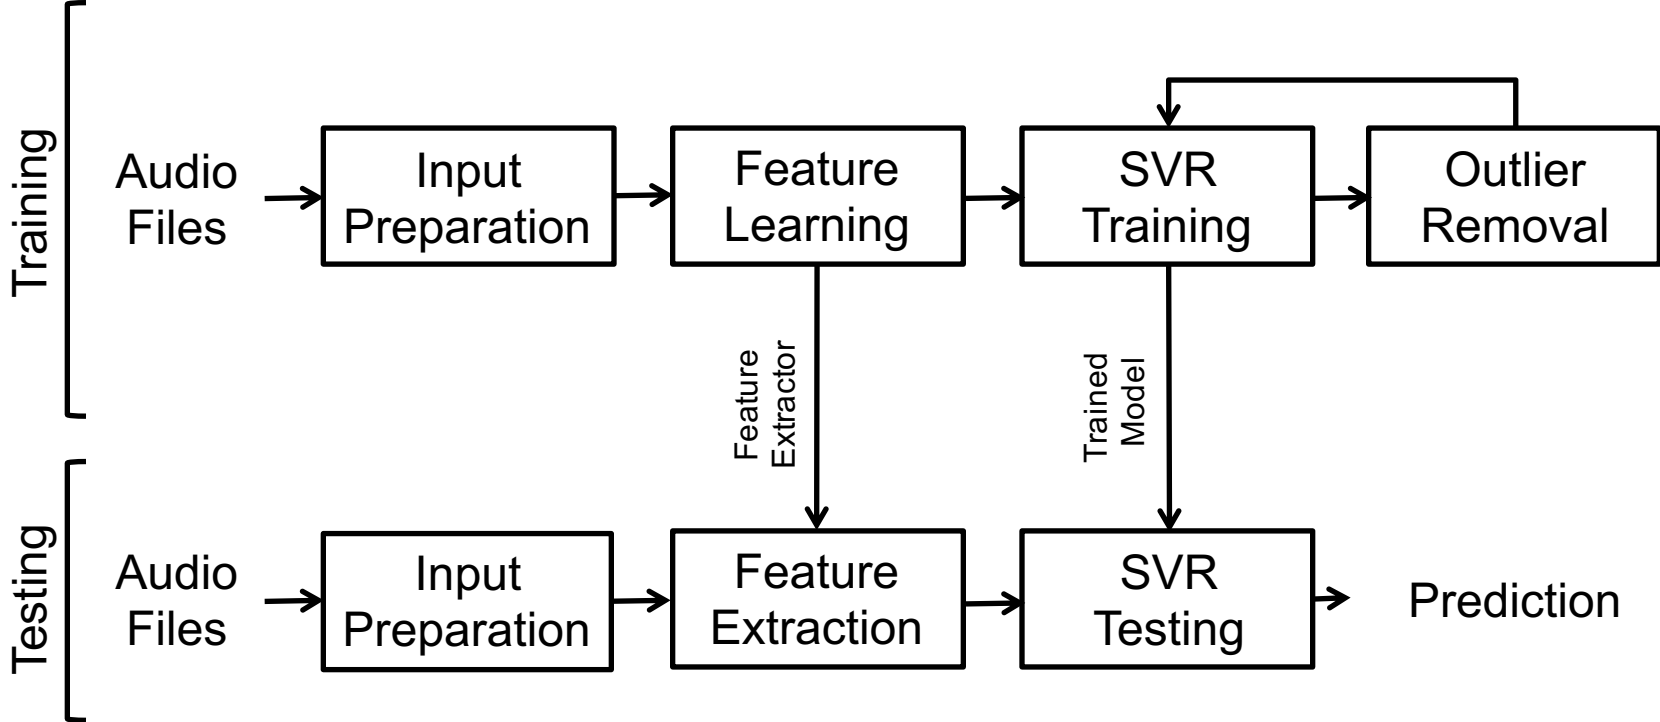 Training
Audio
Files
Input
Preparation
Feature
Learning
SVR
Training
Outlier
Removal
Feature
Extractor
Trained
Model
Testing
Audio
Files
Input
Preparation
Feature
Extraction
SVR
Testing
Prediction